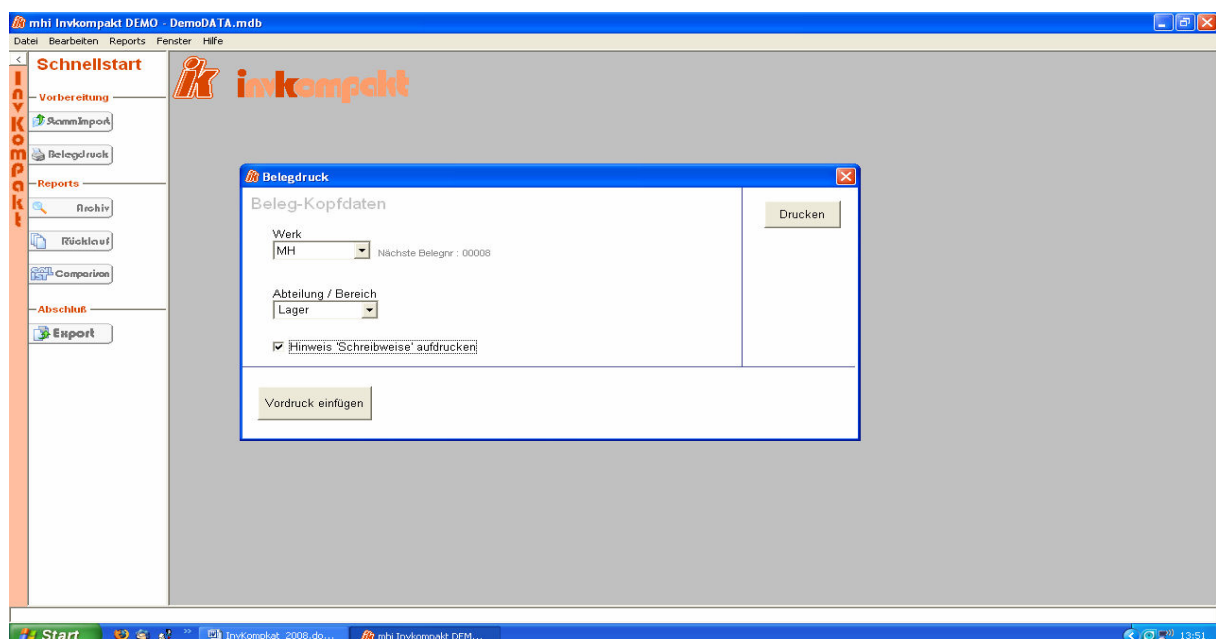 mhi Invkompakt DEMO - DemoDATA.mdb
Datei Bearbeiten Reports Fenster Hilfe
InvKompakt
Schnellstart
Vorbereitung
StammImport
Belegdruck
Reports
Archiv
Rücklauf
Comparison
Abschluß
Export
ik invkompakt
Belegdruck
Beleg-Kopfdaten
Drucken
Werk
MH
Nächste Belegnr : 00008
Abteilung / Bereich
Lager
Hinweis 'Schreibweise' aufdrucken
Vordruck einfügen
Start
InvKompkat_2008.do...
mhi Invkompakt DEM...
13:51